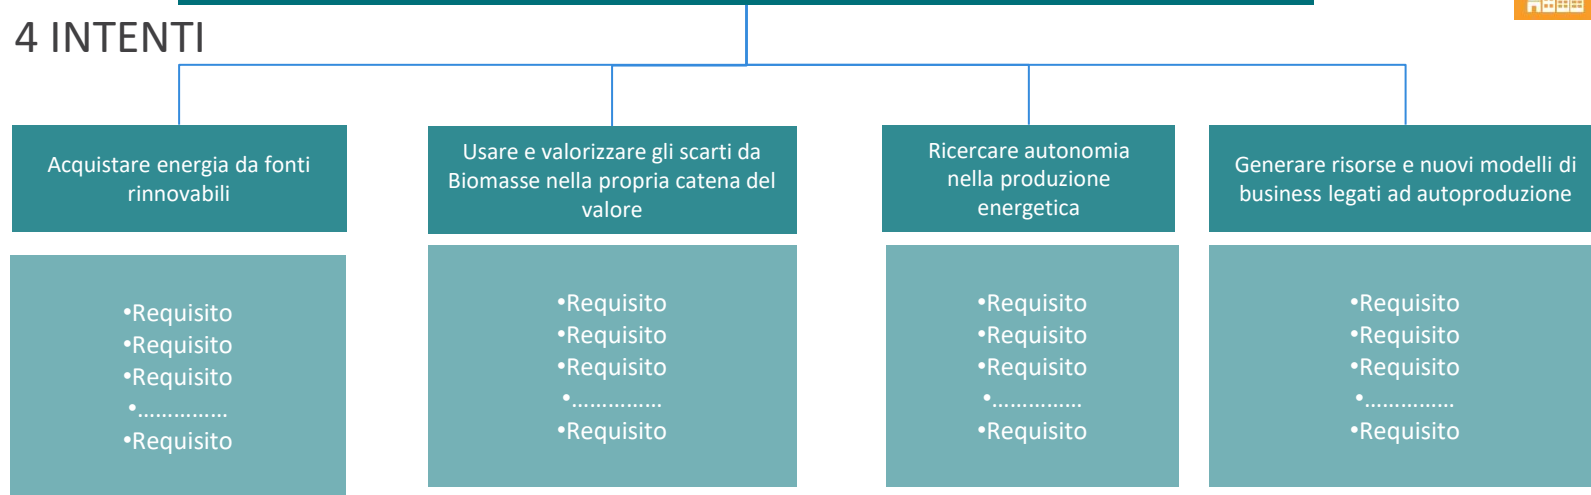 4 INTENTI
Acquistare energia da fonti
rinnovabili
Usare e valorizzare gli scarti da
Biomasse nella propria catena del
valore
Ricercare autonomia
nella produzione
energetica
Generare risorse e nuovi modelli di
business legati ad autoproduzione
•Requisito
•Requisito
•Requisito
•……………
•Requisito
•Requisito
•Requisito
•Requisito
•……………
•Requisito
•Requisito
•Requisito
•Requisito
•……………
•Requisito
•Requisito
•Requisito
•Requisito
•……………
•Requisito